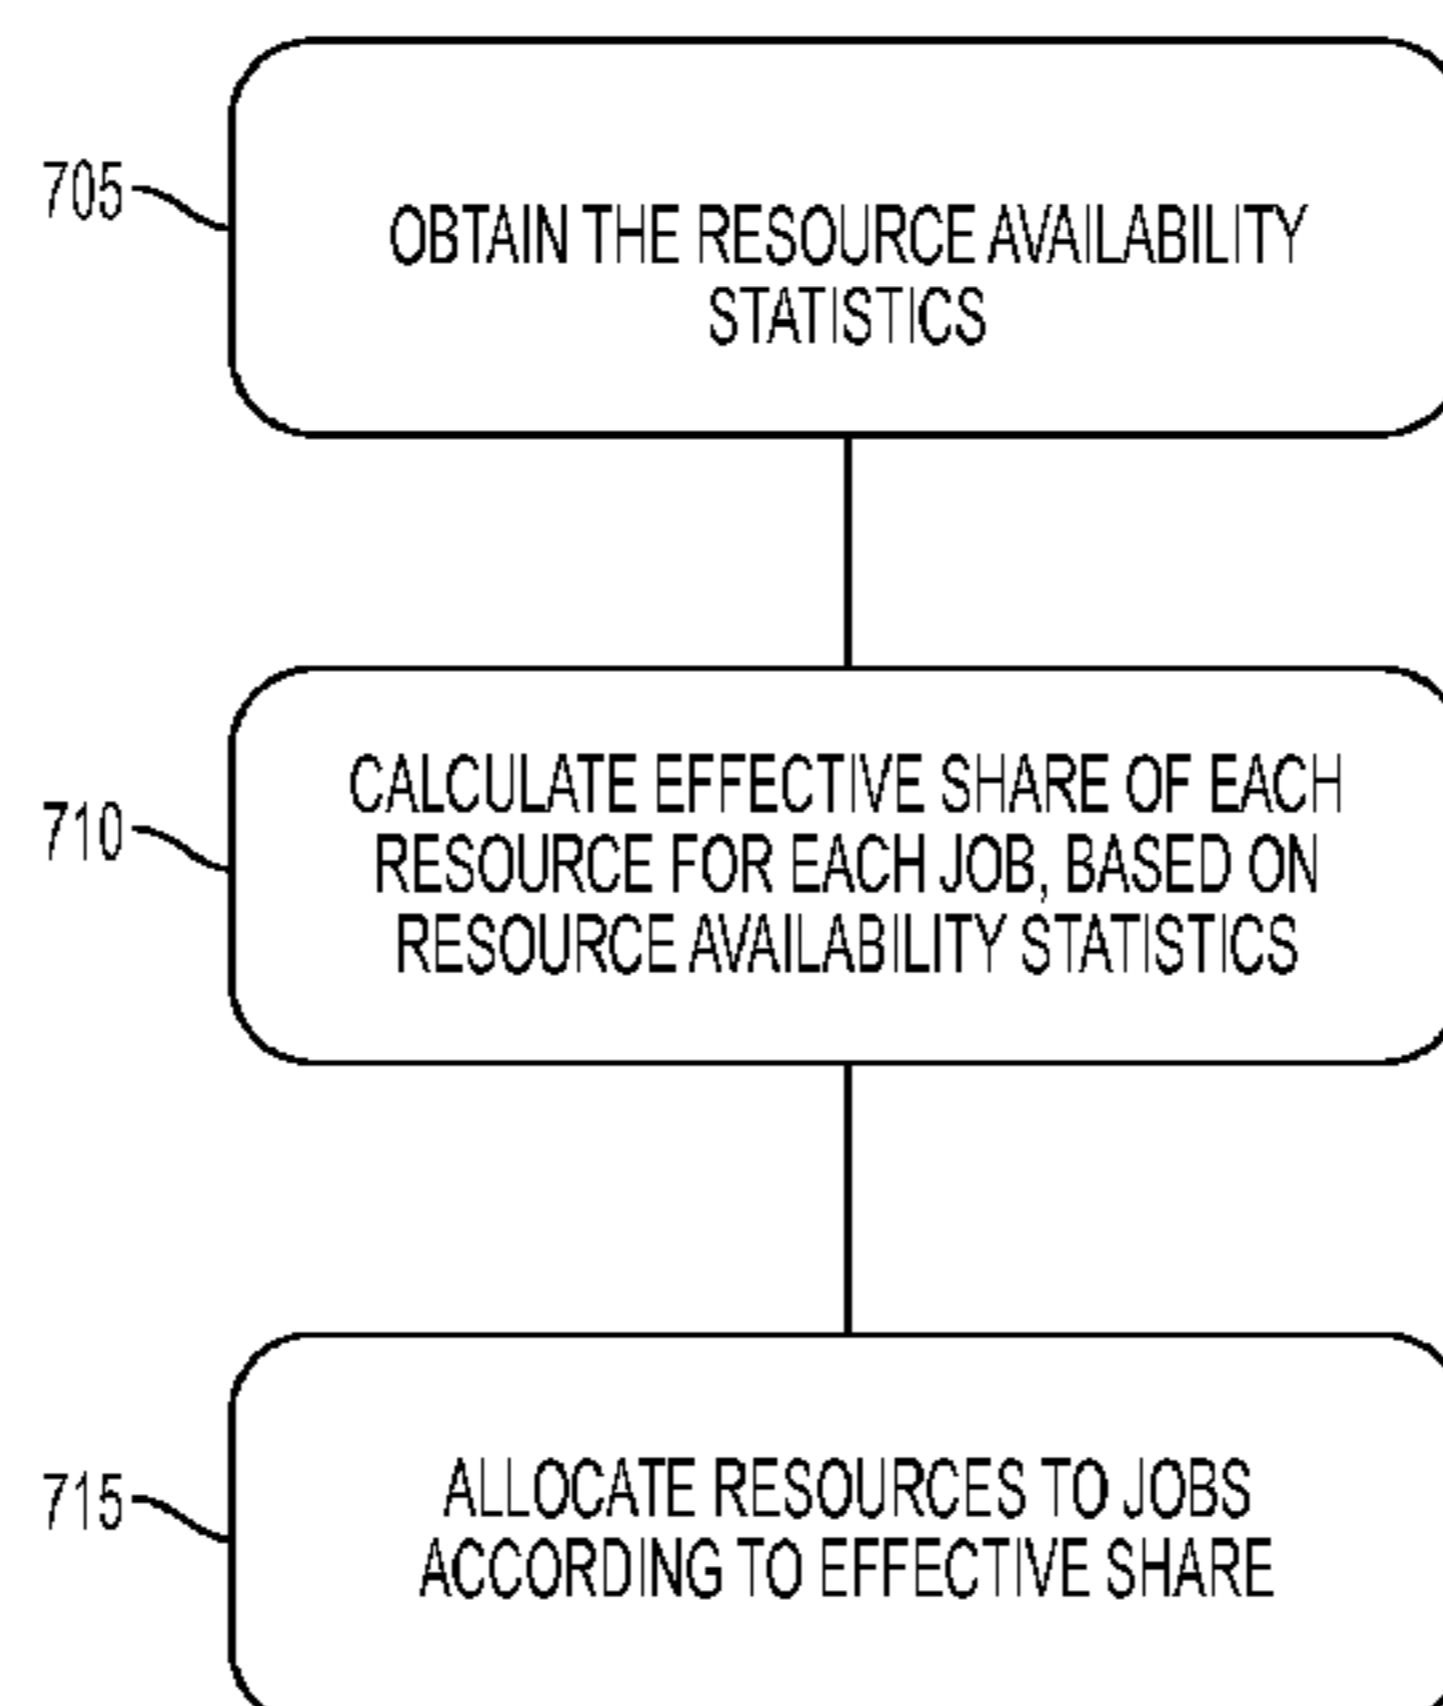 705
OBTAIN THE RESOURCE AVAILABILITY
STATISTICS
710
CALCULATE EFFECTIVE SHARE OF EACH
RESOURCE FOR EACH JOB, BASED ON
RESOURCE AVAILABILITY STATISTICS
715
ALLOCATE RESOURCES TO JOBS
ACCORDING TO EFFECTIVE SHARE